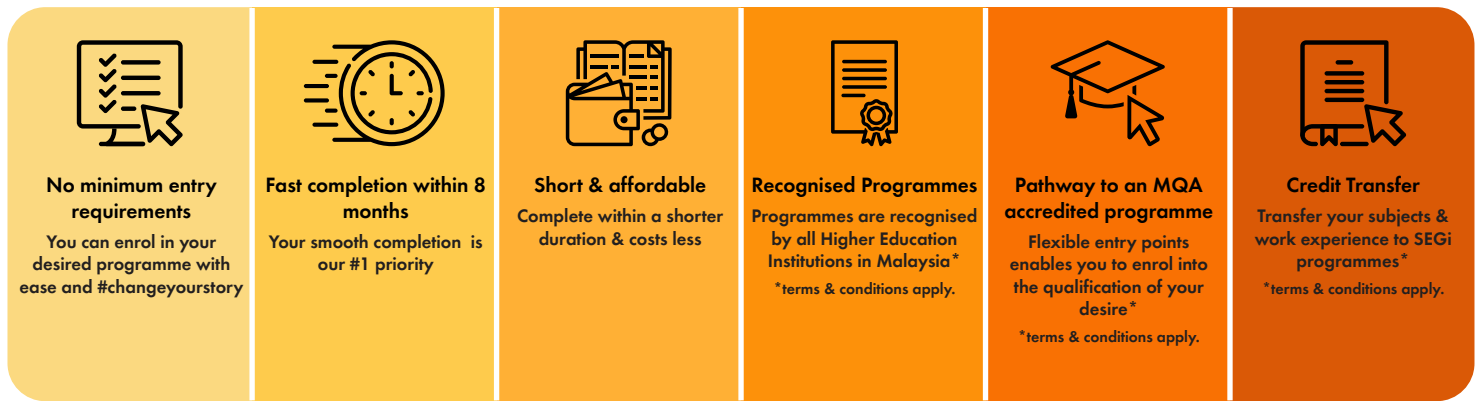 No minimum entry
requirements
You can enrol in your
desired programme with
ease and #changeyourstory
Fast completion within 8
months
Your smooth completion is
our #1 priority
Short & affordable
Complete within a shorter
duration & costs less
Recognised Programmes
Programmes are recognised
by all Higher Education
Institutions in Malaysia*
*terms & conditions apply.
Pathway to an MQA
accredited programme
Flexible entry points
enables you to enrol into
the qualification of your
desire*
*terms & conditions apply.
Credit Transfer
Transfer your subjects &
work experience to SEGi
programmes*
*terms & conditions apply.